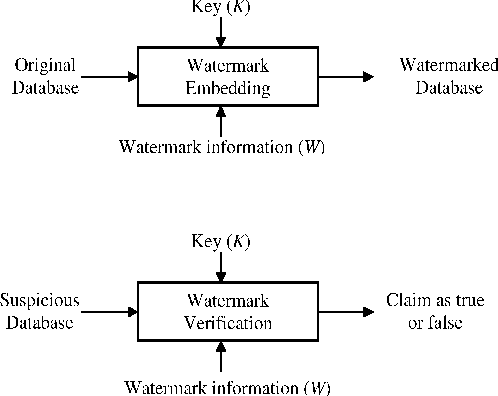 Key (K)
Original
Database
Watermark
Embedding
Watermarked
Database
Watermark information (W)
Key (K)
Suspicious
Database
Watermark
Verification
Claim as true
or false
Watermark information (W)